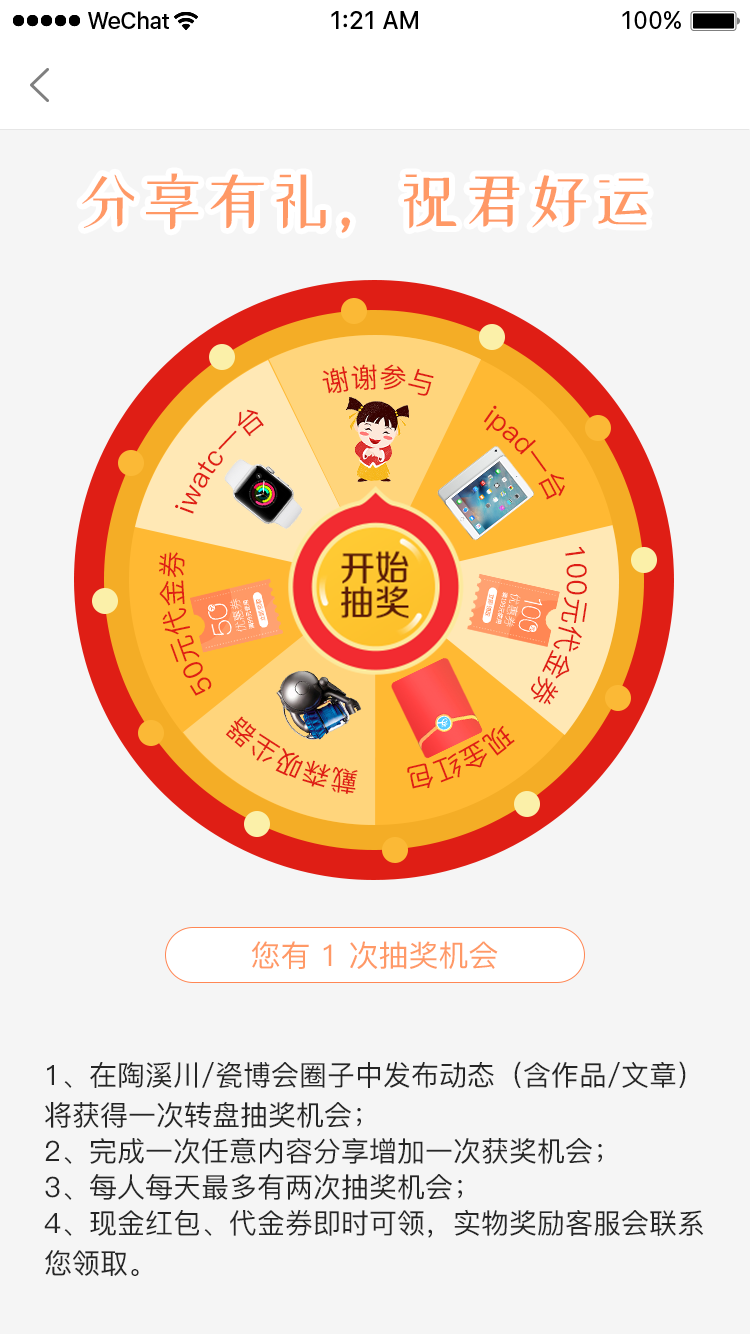 WeChat 1:21 AM 100%
分享有礼，祝君好运
谢谢参与
ipad一台
100元代金券
现金红包
戴森吸尘器
50元代金券
iwatc一台
100
优惠券
50
优惠券
开始
抽奖
您有 1 次抽奖机会
1、在陶溪川/瓷博会圈子中发布动态（含作品/文章）
将获得一次转盘抽奖机会；
2、完成一次任意内容分享增加一次获奖机会；
3、每人每天最多有两次抽奖机会；
4、现金红包、代金券即时可领，实物奖励客服会联系
您领取。